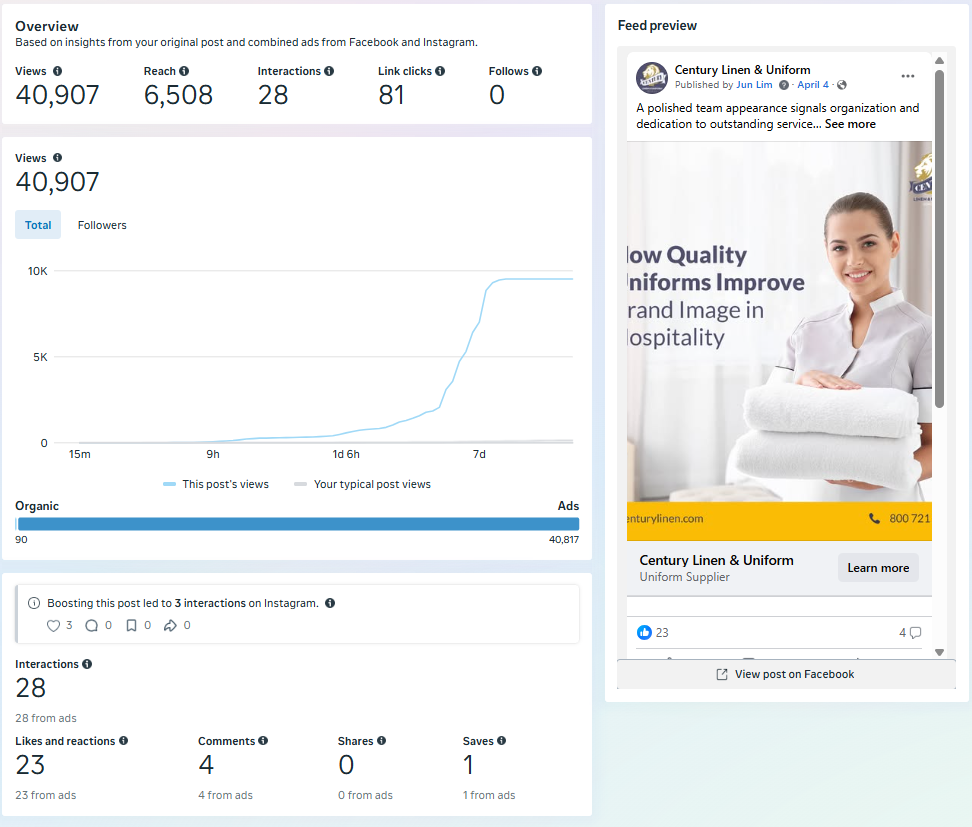 Overview
Based on insights from your original post and combined ads from Facebook and Instagram.
Views Reach Interactions Link clicks Follows
40,907 6,508 28 81 0
Views
40,907
Total Followers
10K
5K
0
15m 9h 1d 6h 7d
This post's views Your typical post views
Organic Ads
90 40,817
Boosting this post led to 3 interactions on Instagram.
3 0 0 0
Interactions
28
28 from ads
Likes and reactions Comments Shares Saves
23 4 0 1
23 from ads 4 from ads 0 from ads 1 from ads
Feed preview
Century Linen & Uniform
Published by Jun Lim · April 4 ·
A polished team appearance signals organization and
dedication to outstanding service... See more
low Quality
niforms Improve
rand Image in
ospitality
enturylinen.com 800 721
Century Linen & Uniform
Uniform Supplier
Learn more
23 4
View post on Facebook